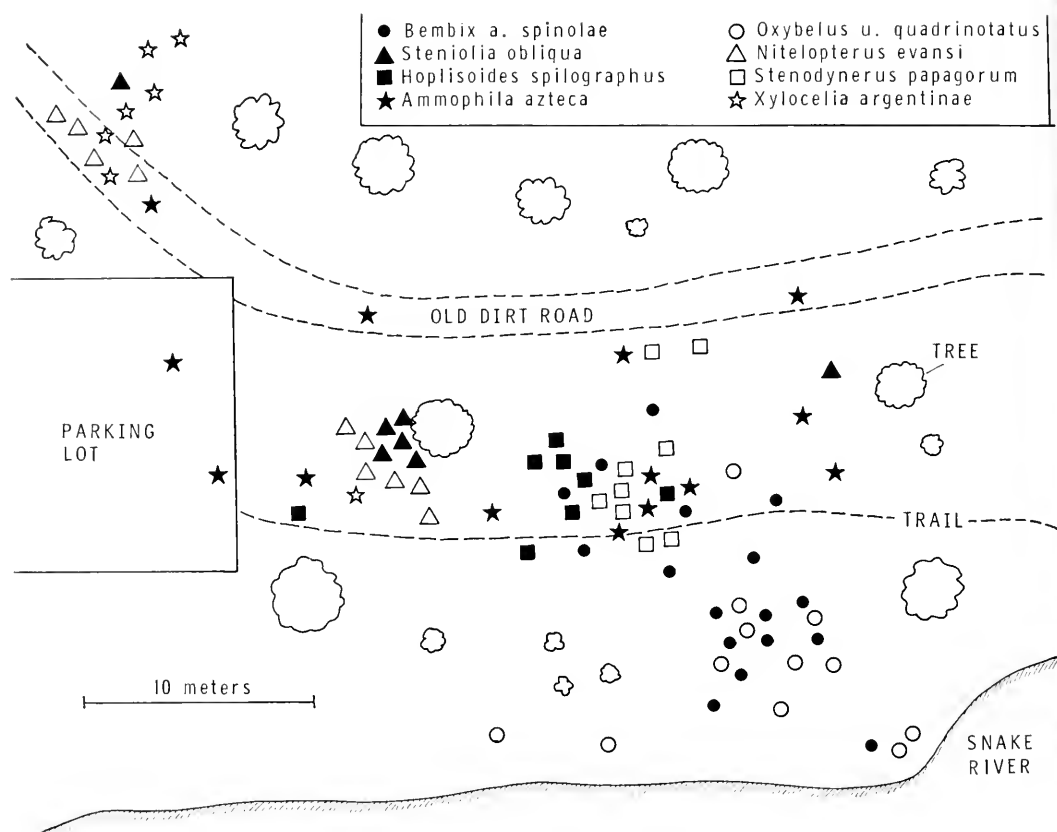 Bembix a. spinolae
Steniolia obliqua
Hoplisoides spilographus
Ammophila azteca
Oxybelus u. quadrinotatus
Nitelopterus evansi
Stenodynerus papagorum
Xylocelia argentinae
OLD DIRT ROAD
TREE
PARKING
LOT
TRAIL
10 meters
SNAKE
RIVER